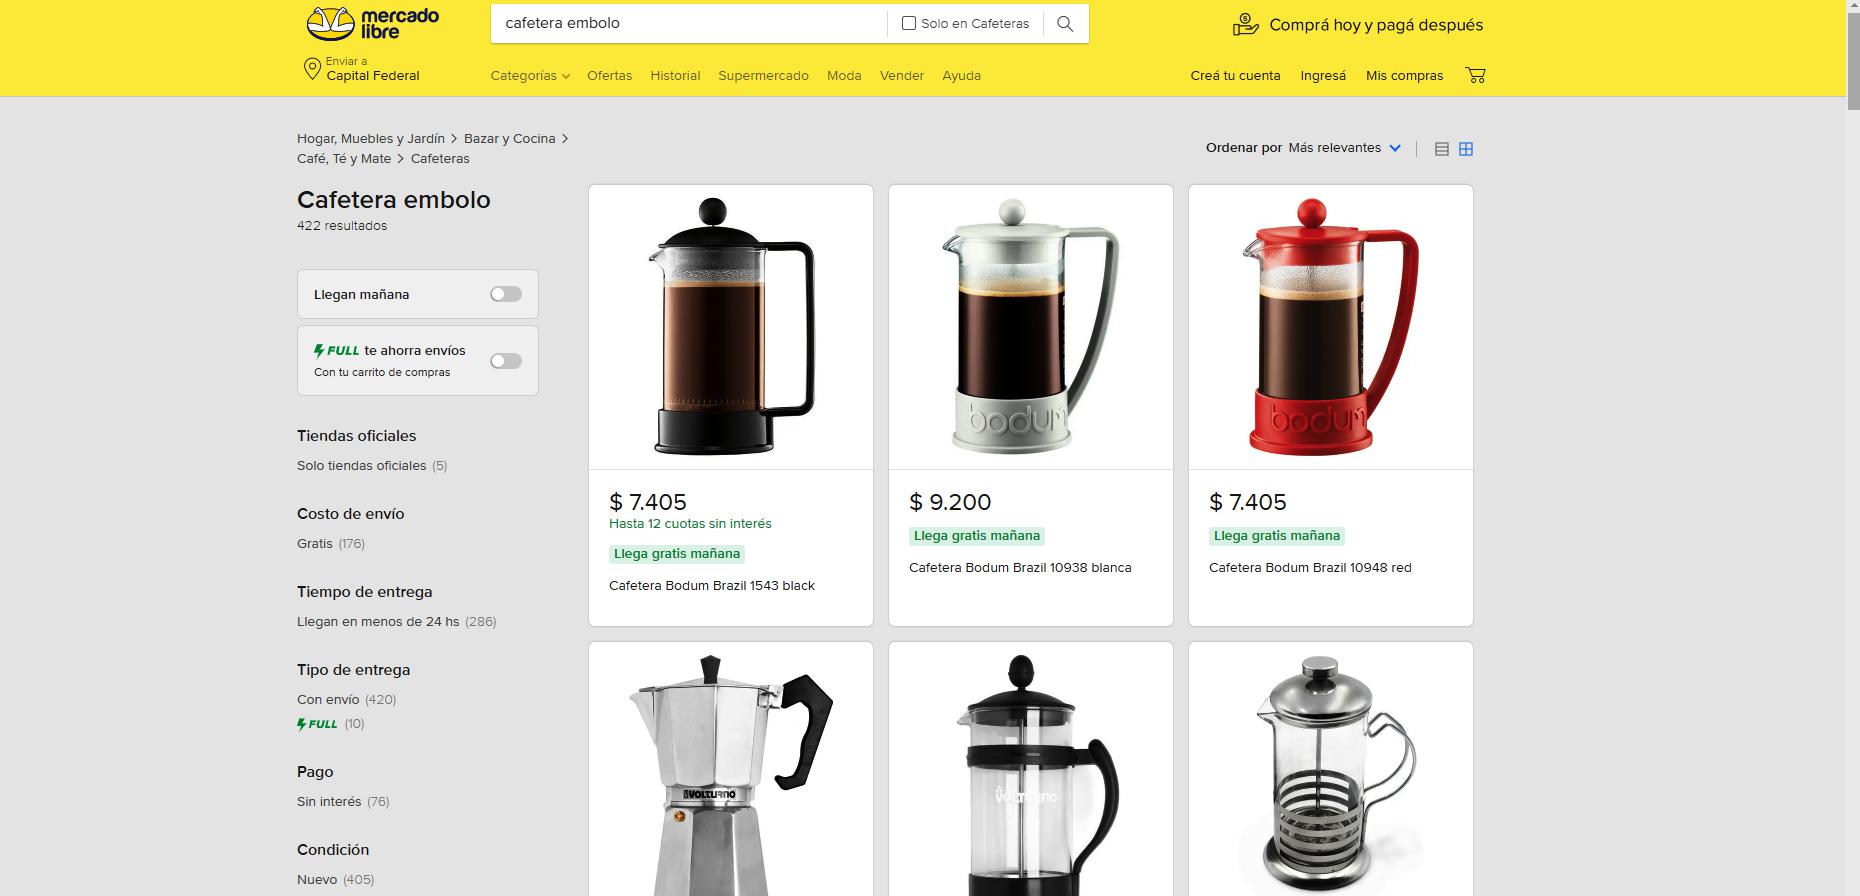 mercado
libre
cafetera embolo
Solo en Cafeteras
Comprá hoy y pagá después
Enviar a
Capital Federal
Categorías
Ofertas
Historial
Supermercado
Moda
Vender
Ayuda
Creá tu cuenta
Ingresá
Mis compras
Hogar, Muebles y Jardín > Bazar y Cocina >
Café, Té y Mate > Cafeteras
Ordenar por Más relevantes
Cafetera embolo
422 resultados
Llegan mañana
FULL te ahorra envíos
Con tu carrito de compras
Tiendas oficiales
Solo tiendas oficiales (5)
Costo de envío
Gratis (176)
Tiempo de entrega
Llegan en menos de 24 hs (286)
Tipo de entrega
Con envío (420)
FULL (10)
Pago
Sin interés (76)
Condición
Nuevo (405)
$ 7.405
Hasta 12 cuotas sin interés
Llega gratis mañana
Cafetera Bodum Brazil 1543 black
bodum
$ 9.200
Llega gratis mañana
Cafetera Bodum Brazil 10938 blanca
bodum
$ 7.405
Llega gratis mañana
Cafetera Bodum Brazil 10948 red
VOLTURNO
VOLTURNO